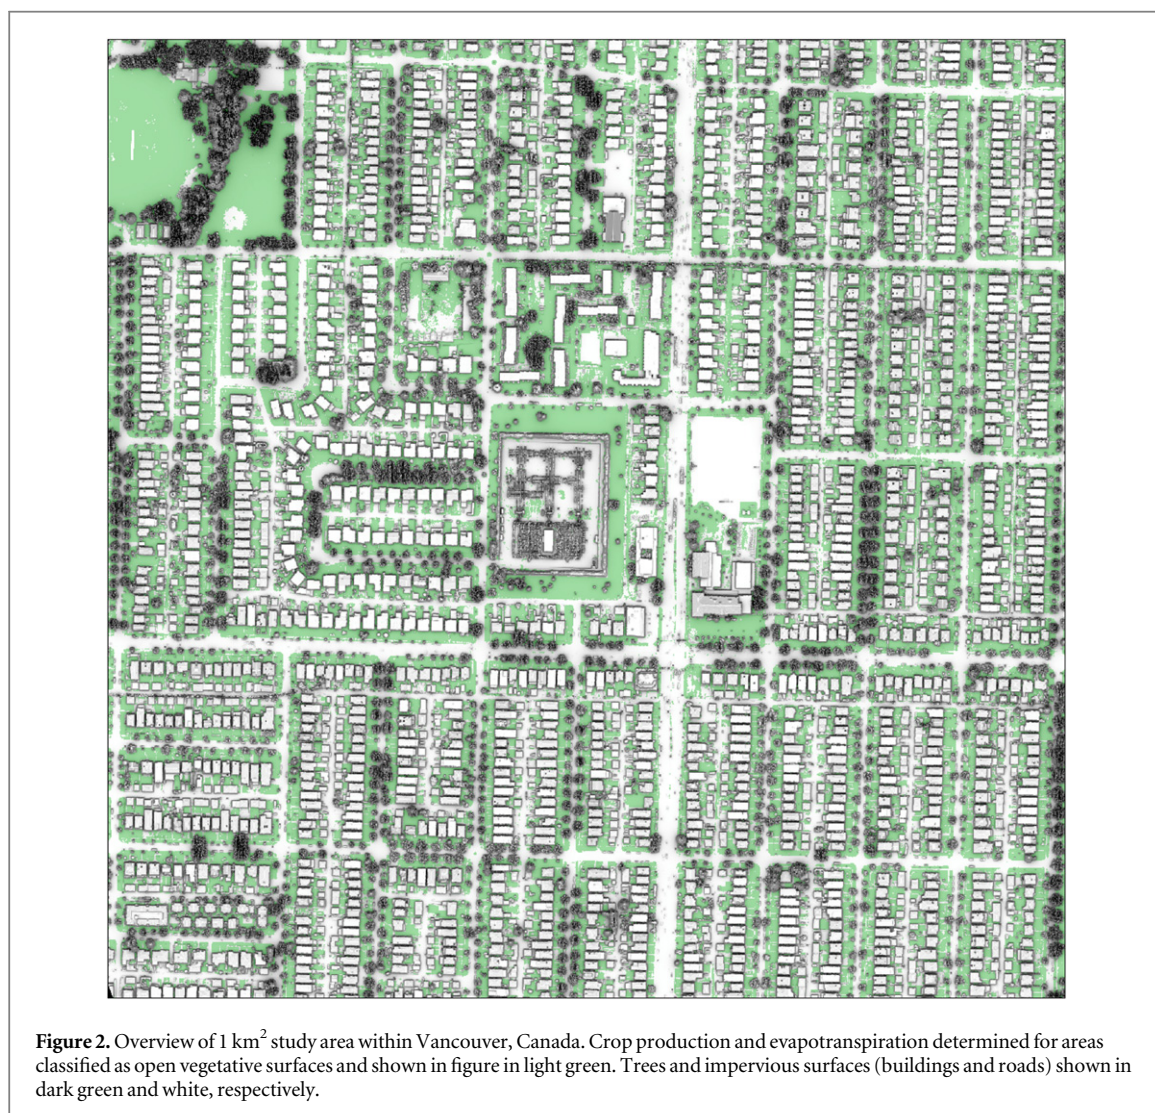 Figure 2. Overview of 1 km² study area within Vancouver, Canada. Crop production and evapotranspiration determined for areas
classified as open vegetative surfaces and shown in figure in light green. Trees and impervious surfaces (buildings and roads) shown in
dark green and white, respectively.